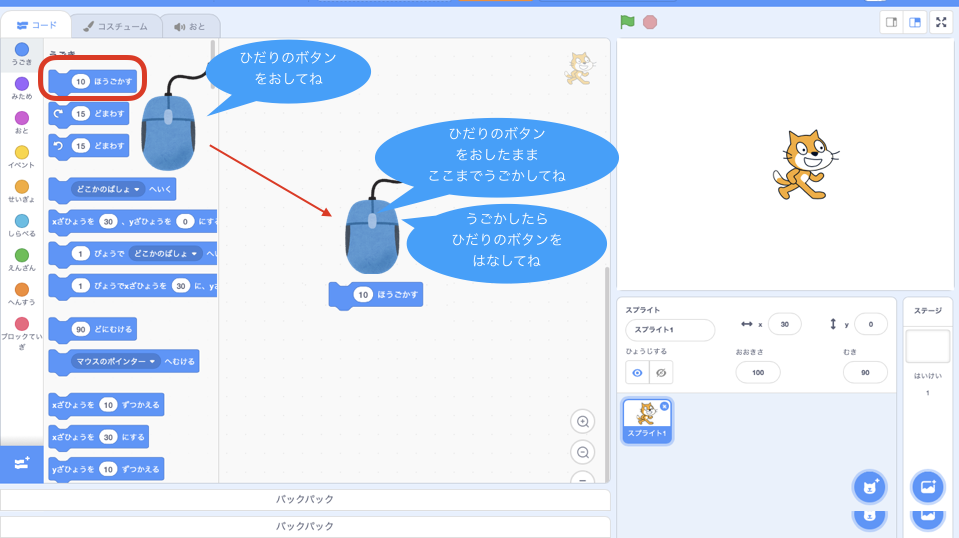 コード
コスチューム
おと
うごき
みため
おと
イベント
せいぎょ
しらべる
えんざん
へんすう
ブロックてい
ぎ
うごき
10 ほうごかす
15 どまわす
15 どまわす
どこかのばしょ へいく
xざひょうを 30 、yざひょうを 0 にす
1 びょうで どこかのばしょ へい
1 びょうでxざひょうを 30 に、yざ
90 どにむける
マウスのポインター へむける
xざひょうを 10 ずつかえる
xざひょうを 30 にする
yざひょうを 10 ずつかえる
ひだりのボタン
をおしてね
ひだりのボタン
をおしたまま
ここまでうごかしてね
うごかしたら
ひだりのボタンを
はなしてね
10 ほうごかす
バックパック
バックパック
スプライト
スプライト1
x 30
y 0
ひょうじする
おおきさ
100
むき
90
スプライト1
ステージ
はいけい
1